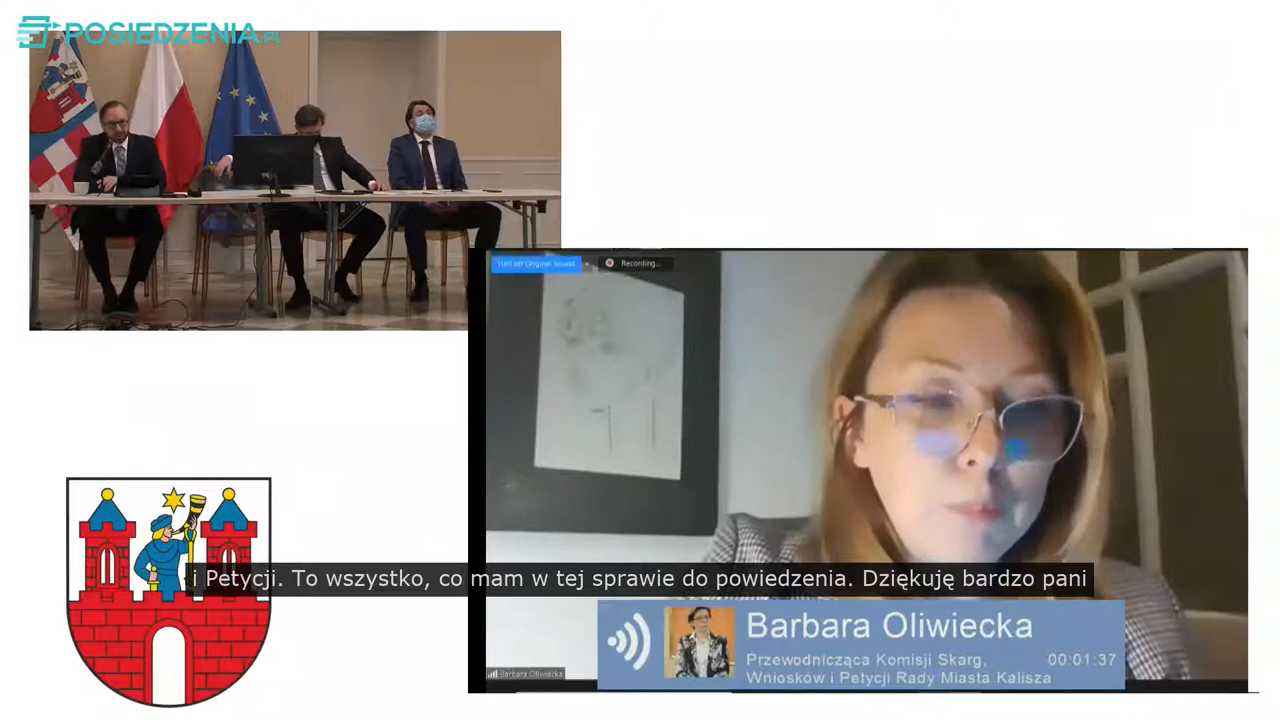 POSIEDZENIA.PL
Turn off Original Sound
Recording...
i Petycji. To wszystko, co mam w tej sprawie do powiedzenia. Dziękuję bardzo pani
Barbara Oliwiecka
Przewodnicząca Komisji Skarg, 00:01:37
Wniosków i Petycji Rady Miasta Kalisza
Barbara Oliwiecka